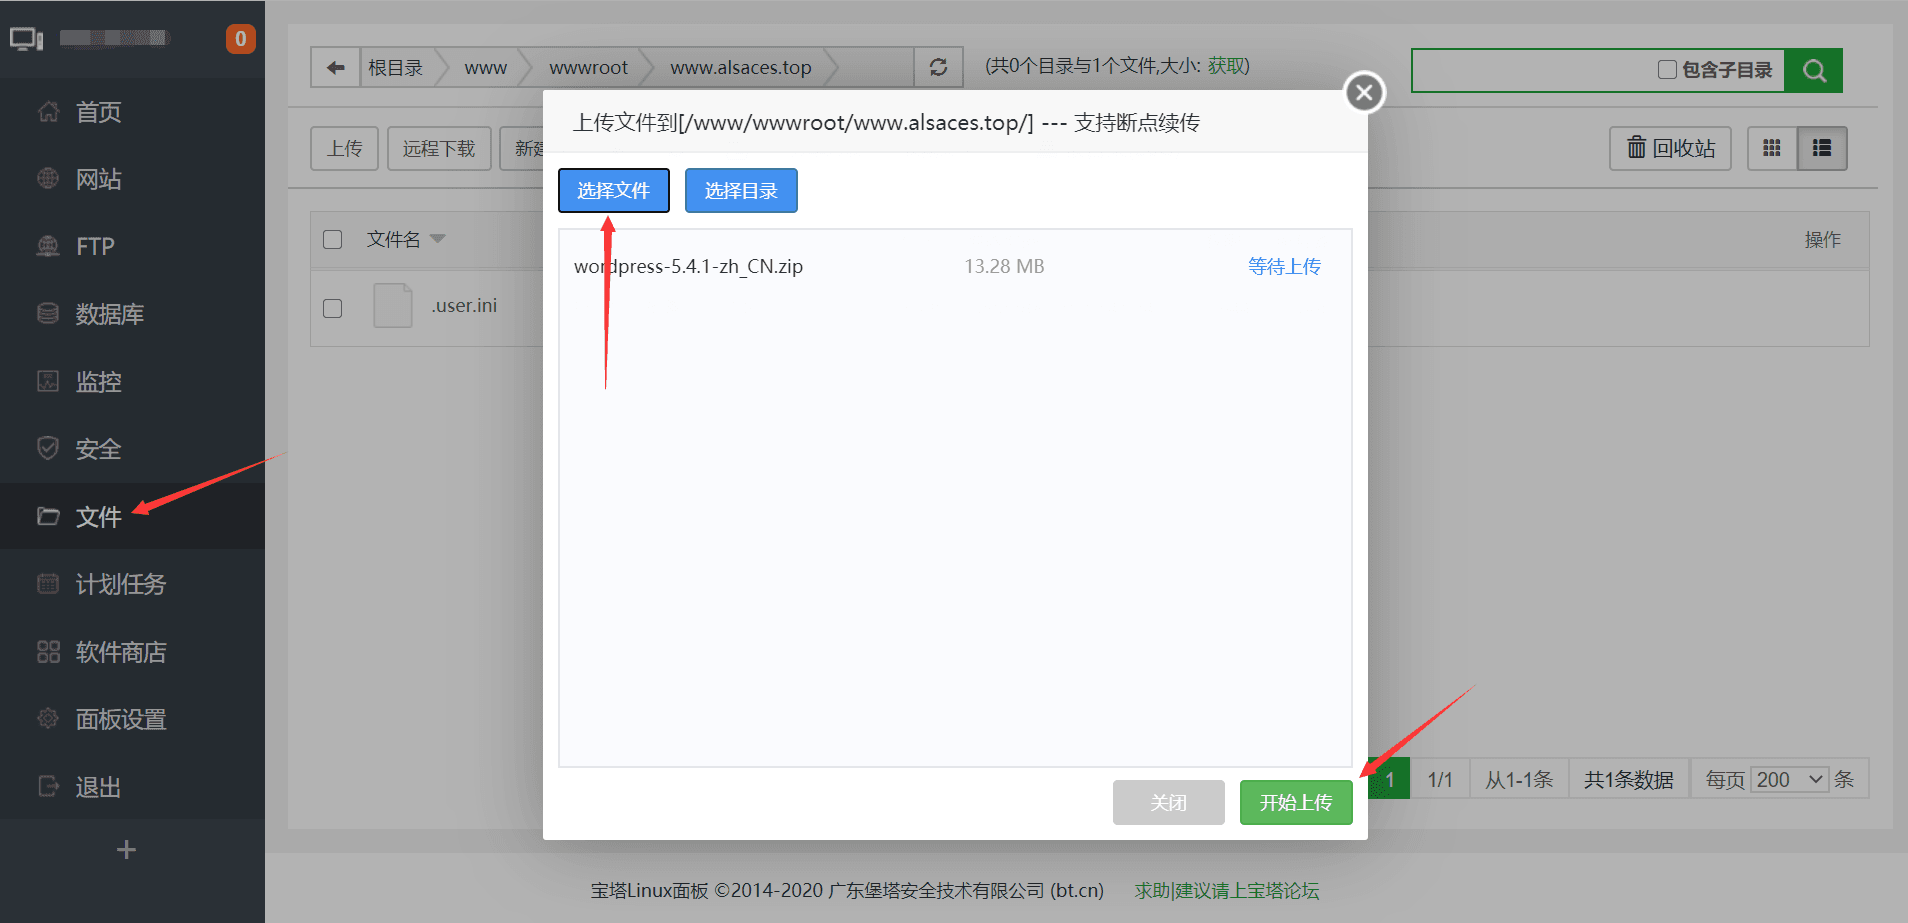 0
首页
网站
FTP
数据库
监控
安全
文件
计划任务
软件商店
面板设置
退出
+
根目录 www wwwroot www.alsaces.top (共0个目录与1个文件,大小: 获取) 包含子目录
上传 远程下载 新建 回收站
文件名 操作
.user.ini
上传文件到[/www/wwwroot/www.alsaces.top/] --- 支持断点续传
选择文件 选择目录
wordpress-5.4.1-zh_CN.zip 13.28 MB 等待上传
关闭 开始上传
1 1/1 从1-1条 共1条数据 每页 200 条
宝塔Linux面板 ©2014-2020 广东堡塔安全技术有限公司 (bt.cn) 求助|建议请上宝塔论坛